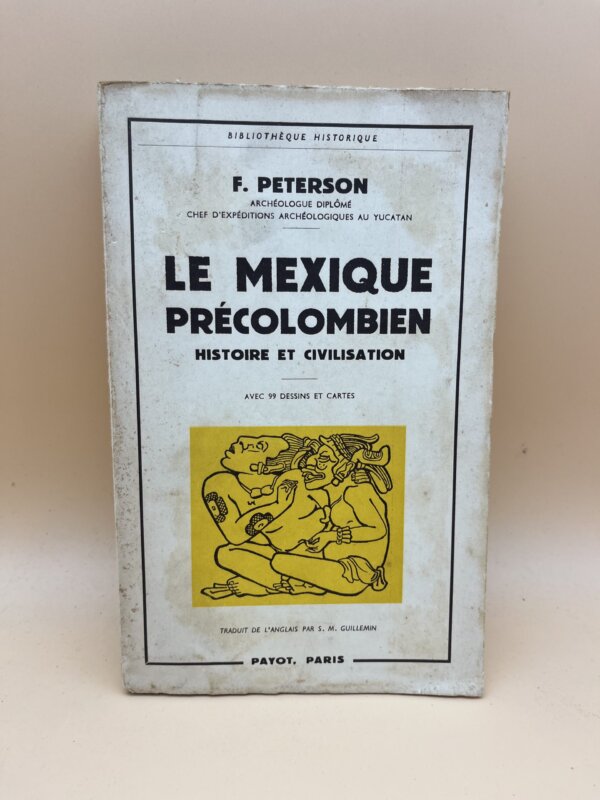 BIBLIOTHÈQUE HISTORIQUE
F. PETERSON
ARCHÉOLOGUE DIPLÔMÉ
CHEF D'EXPÉDITIONS ARCHÉOLOGIQUES AU YUCATAN
LE MEXIQUE
PRÉCOLOMBIEN
HISTOIRE ET CIVILISATION
AVEC 99 DESSINS ET CARTES
TRADUIT DE L'ANGLAIS PAR S. M. GUILLEMIN
PAYOT, PARIS